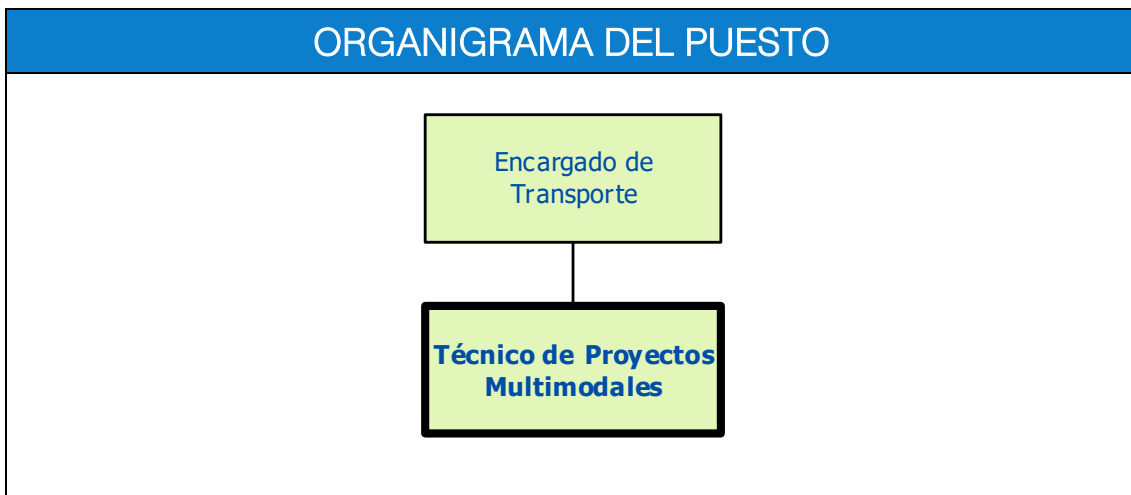 ORGANIGRAMA DEL PUESTO
Encargado de
Transporte
Técnico de Proyectos
Multimodales